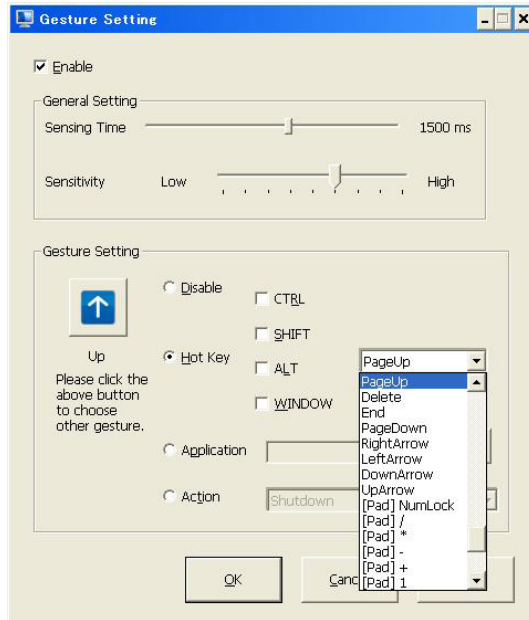 Gesture Setting
Enable
General Setting
Sensing Time 1500 ms
Sensitivity Low High
Gesture Setting
Disable
CTRL
SHIFT
Up
Hot Key
ALT
PageUp
Please click the
above button
to choose
other gesture.
WINDOW
PageUp
Delete
End
PageDown
RightArrow
LeftArrow
DownArrow
UpArrow
[Pad] NumLock
[Pad] /
[Pad] *
[Pad] -
[Pad] +
[Pad] 1
Application
Action
Shutdown
OK
Canc